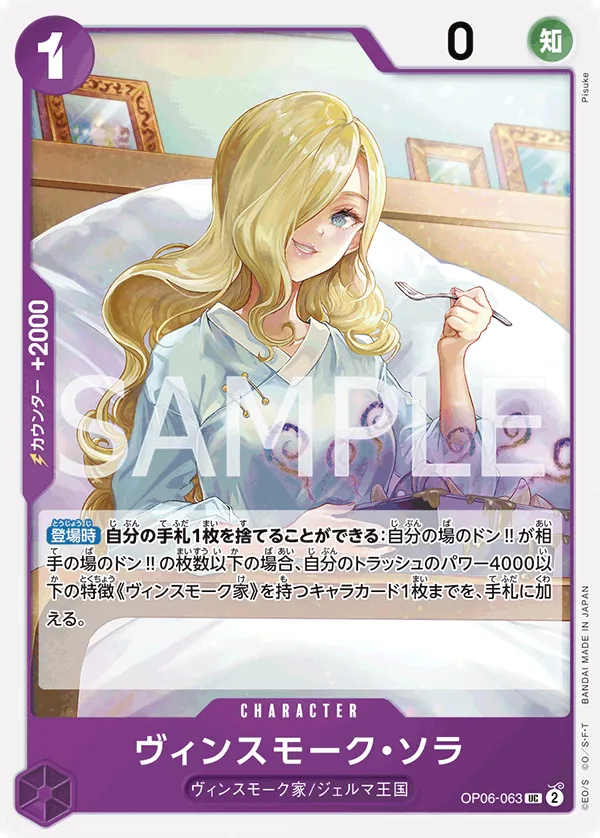 1
0
知
Pisuke
カウンター +2000
SAMPLE
登場時 自分の手札1枚を捨てることができる:自分の場のドン‼が相
手の場のドン‼の枚数以下の場合、自分のトラッシュのパワー4000以
下の特徴《ヴィンスモーク家》を持つキャラカード1枚までを、手札に加
える。
CHARACTER
ヴィンスモーク・ソラ
ヴィンスモーク家/ジェルマ王国
OP06-063 UC 2
©E.O/S ©O/S・F・T BANDAI MADE IN JAPAN